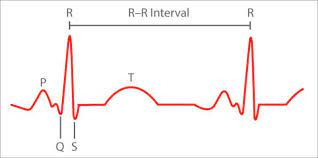 R R–R Interval R
P
T
Q S